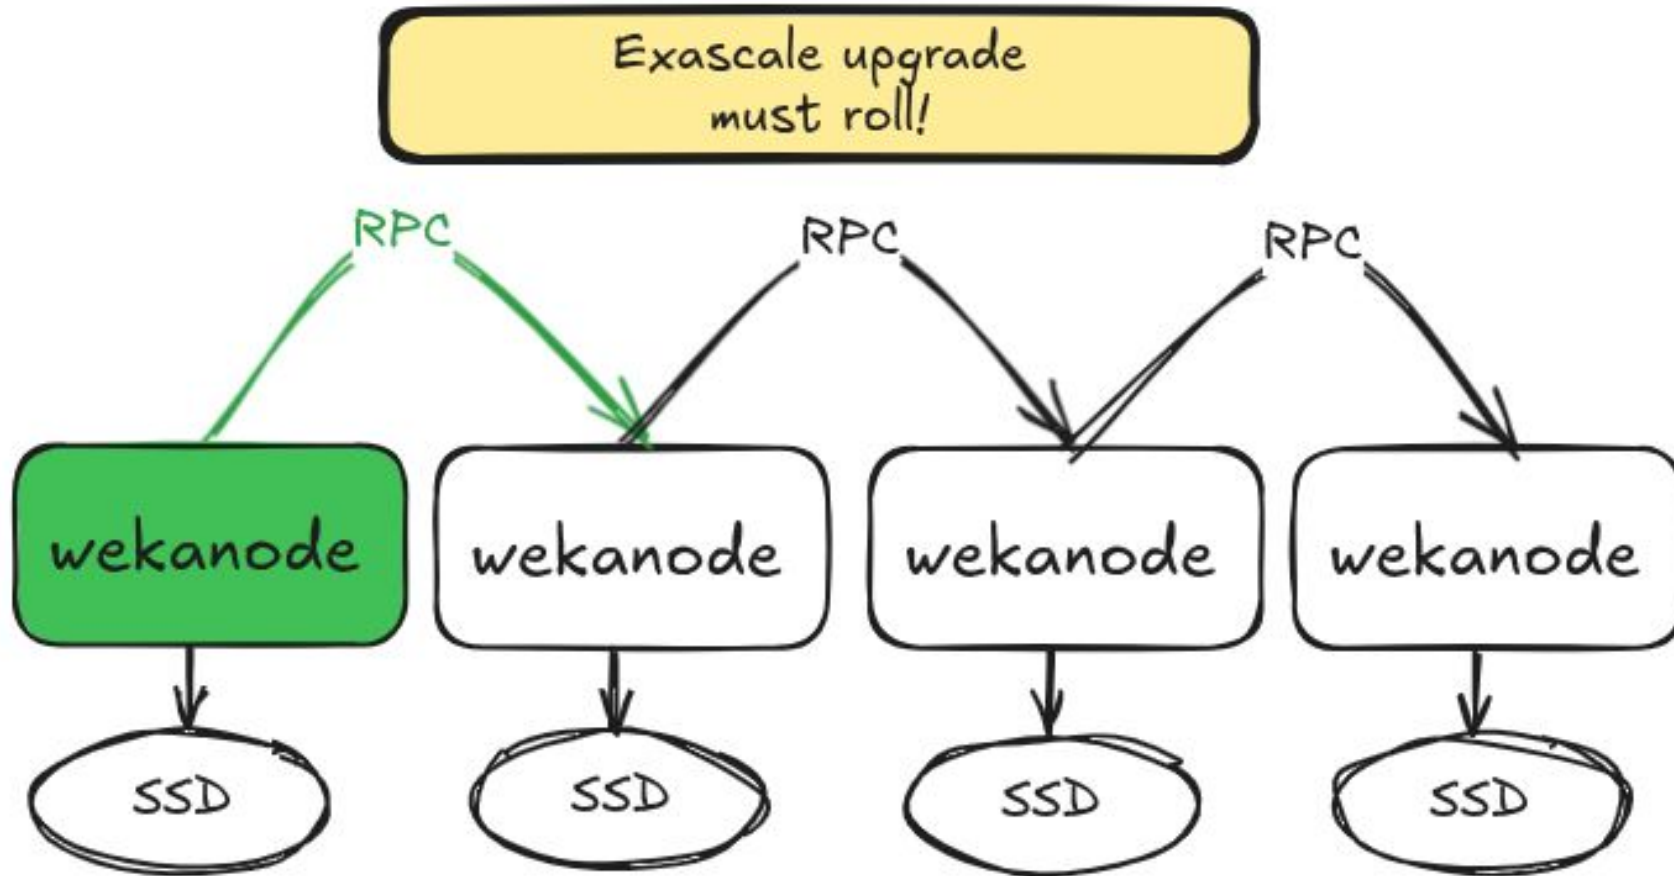 Exascale upgrade
must roll!
RPC
RPC
RPC
wekanode
wekanode
wekanode
wekanode
SSD
SSD
SSD
SSD